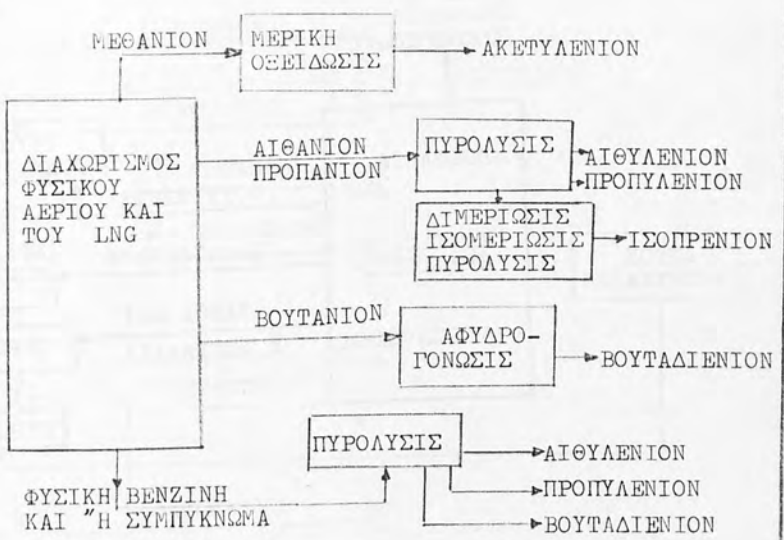 ΜΕΘΑΝΙΟΝ
ΜΕΡΙΚΗ
ΟΞΕΙΔΩΣΙΣ
ΑΚΕΤΥΛΕΝΙΟΝ
ΔΙΑΧΩΡΙΣΜΟΣ
ΦΥΣΙΚΟΥ
ΑΕΡΙΟΥ ΚΑΙ
ΤΟΥ LNG
ΑΙΘΑΝΙΟΝ
ΠΡΟΠΑΝΙΟΝ
ΠΥΡΟΛΥΣΙΣ
ΑΙΘΥΛΕΝΙΟΝ
ΠΡΟΠΥΛΕΝΙΟΝ
ΔΙΜΕΡΙΩΣΙΣ
ΙΣΟΜΕΡΙΩΣΙΣ
ΠΥΡΟΛΥΣΙΣ
ΙΣΟΠΡΕΝΙΟΝ
ΒΟΥΤΑΝΙΟΝ
ΑΦΥΔΡΟ-
ΓΟΝΩΣΙΣ
ΒΟΥΤΑΔΙΕΝΙΟΝ
ΦΥΣΙΚΗ ΒΕΝΖΙΝΗ
ΚΑΙ "Η ΣΥΜΠΥΚΝΩΜΑ
ΠΥΡΟΛΥΣΙΣ
ΑΙΘΥΛΕΝΙΟΝ
ΠΡΟΠΥΛΕΝΙΟΝ
ΒΟΥΤΑΔΙΕΝΙΟΝ